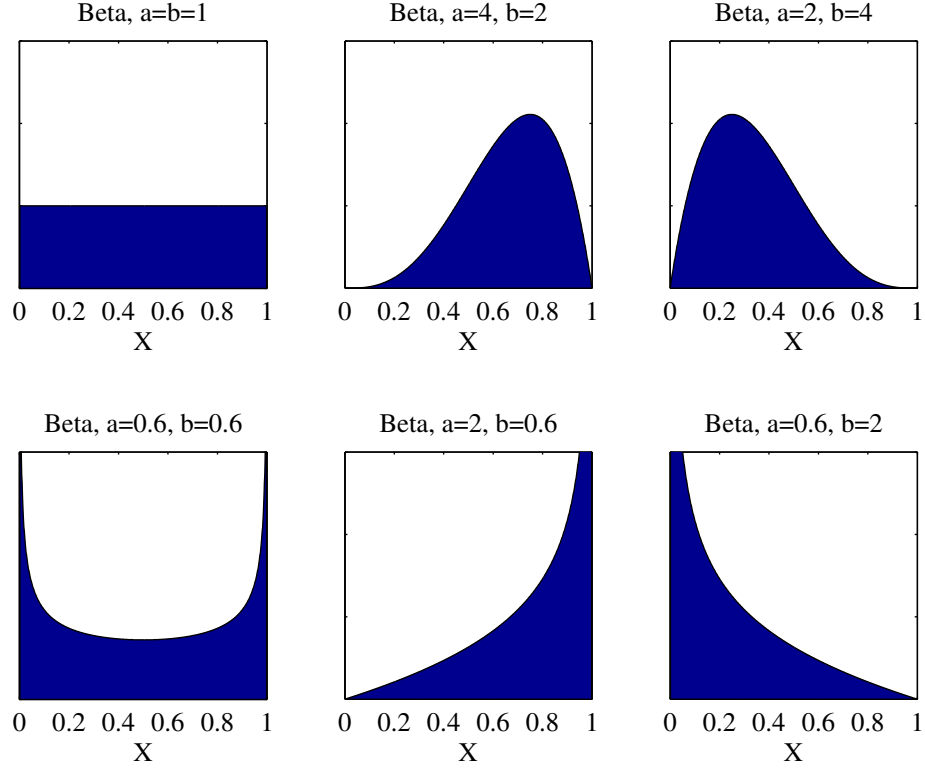 Beta, a=b=1
0 0.2 0.4 0.6 0.8 1
X
Beta, a=4, b=2
0 0.2 0.4 0.6 0.8 1
X
Beta, a=2, b=4
0 0.2 0.4 0.6 0.8 1
X
Beta, a=0.6, b=0.6
0 0.2 0.4 0.6 0.8 1
X
Beta, a=2, b=0.6
0 0.2 0.4 0.6 0.8 1
X
Beta, a=0.6, b=2
0 0.2 0.4 0.6 0.8 1
X